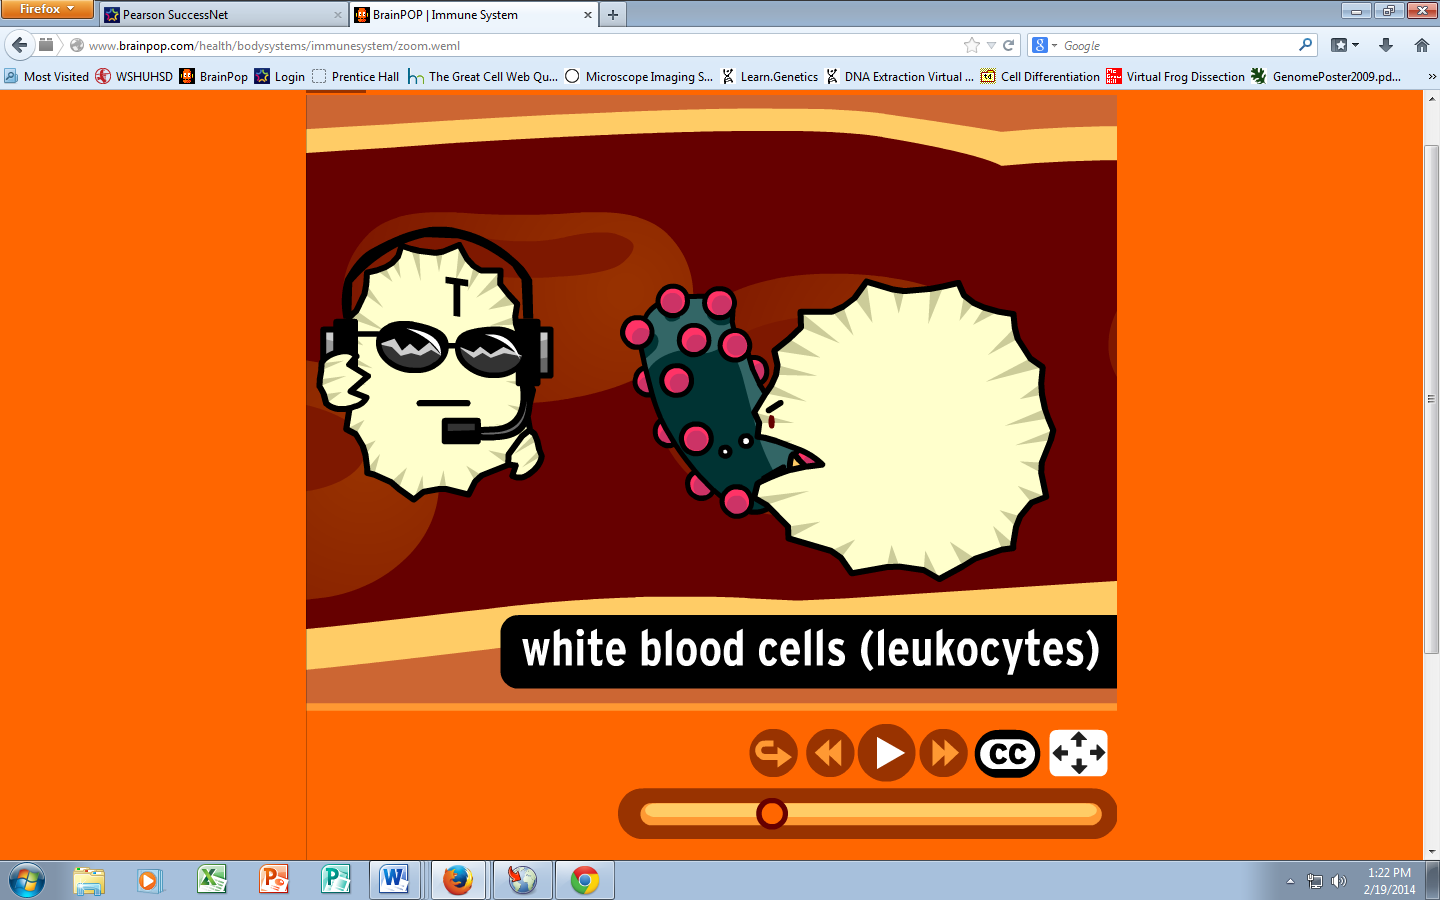 Firefox
Pearson SuccessNet
BrainPOP | Immune System
www.brainpop.com/health/bodysystems/immunesystem/zoom.weml
Google
Most Visited WSHUHSD BrainPop Login Prentice Hall The Great Cell Web Qu... Microscope Imaging S... Learn.Genetics DNA Extraction Virtual ... Cell Differentiation Virtual Frog Dissection GenomePoster2009.pd...
T
white blood cells (leukocytes)
CC
1:22 PM
2/19/2014